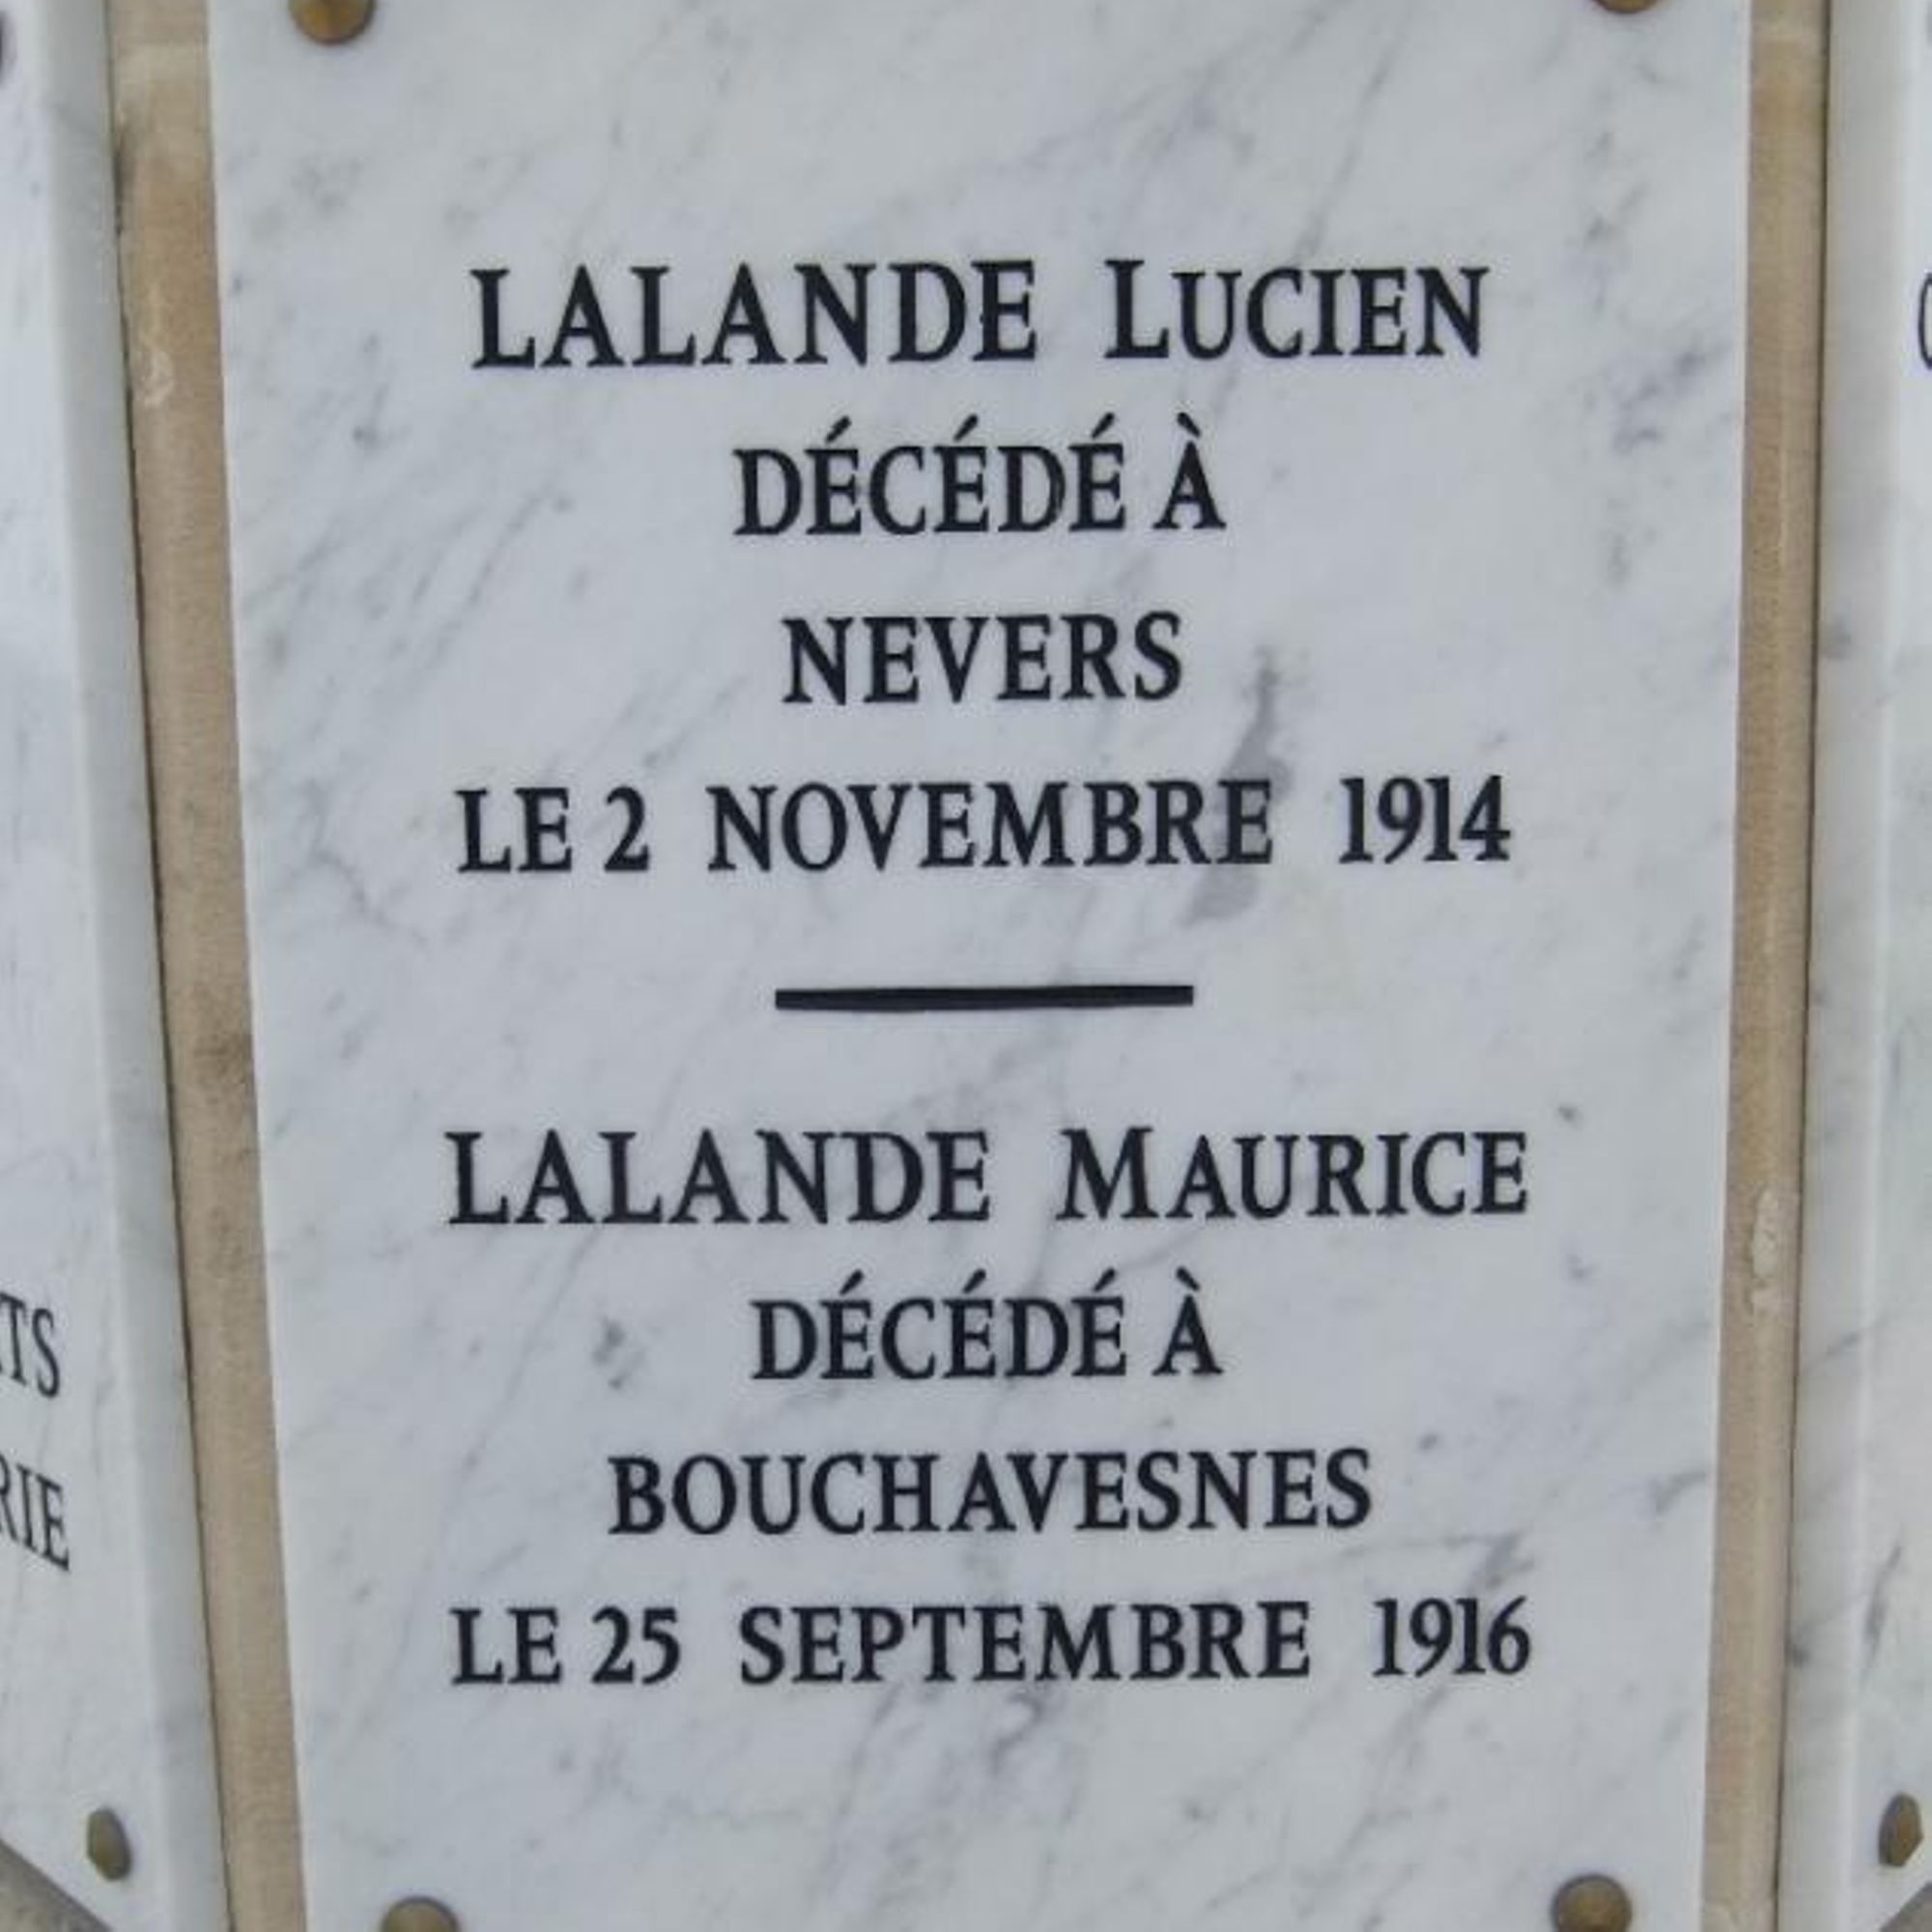 LALANDE LUCIEN
DÉCÉDÉ À
NEVERS
LE 2 NOVEMBRE 1914
LALANDE MAURICE
DÉCÉDÉ À
BOUCHAVESNES
LE 25 SEPTEMBRE 1916